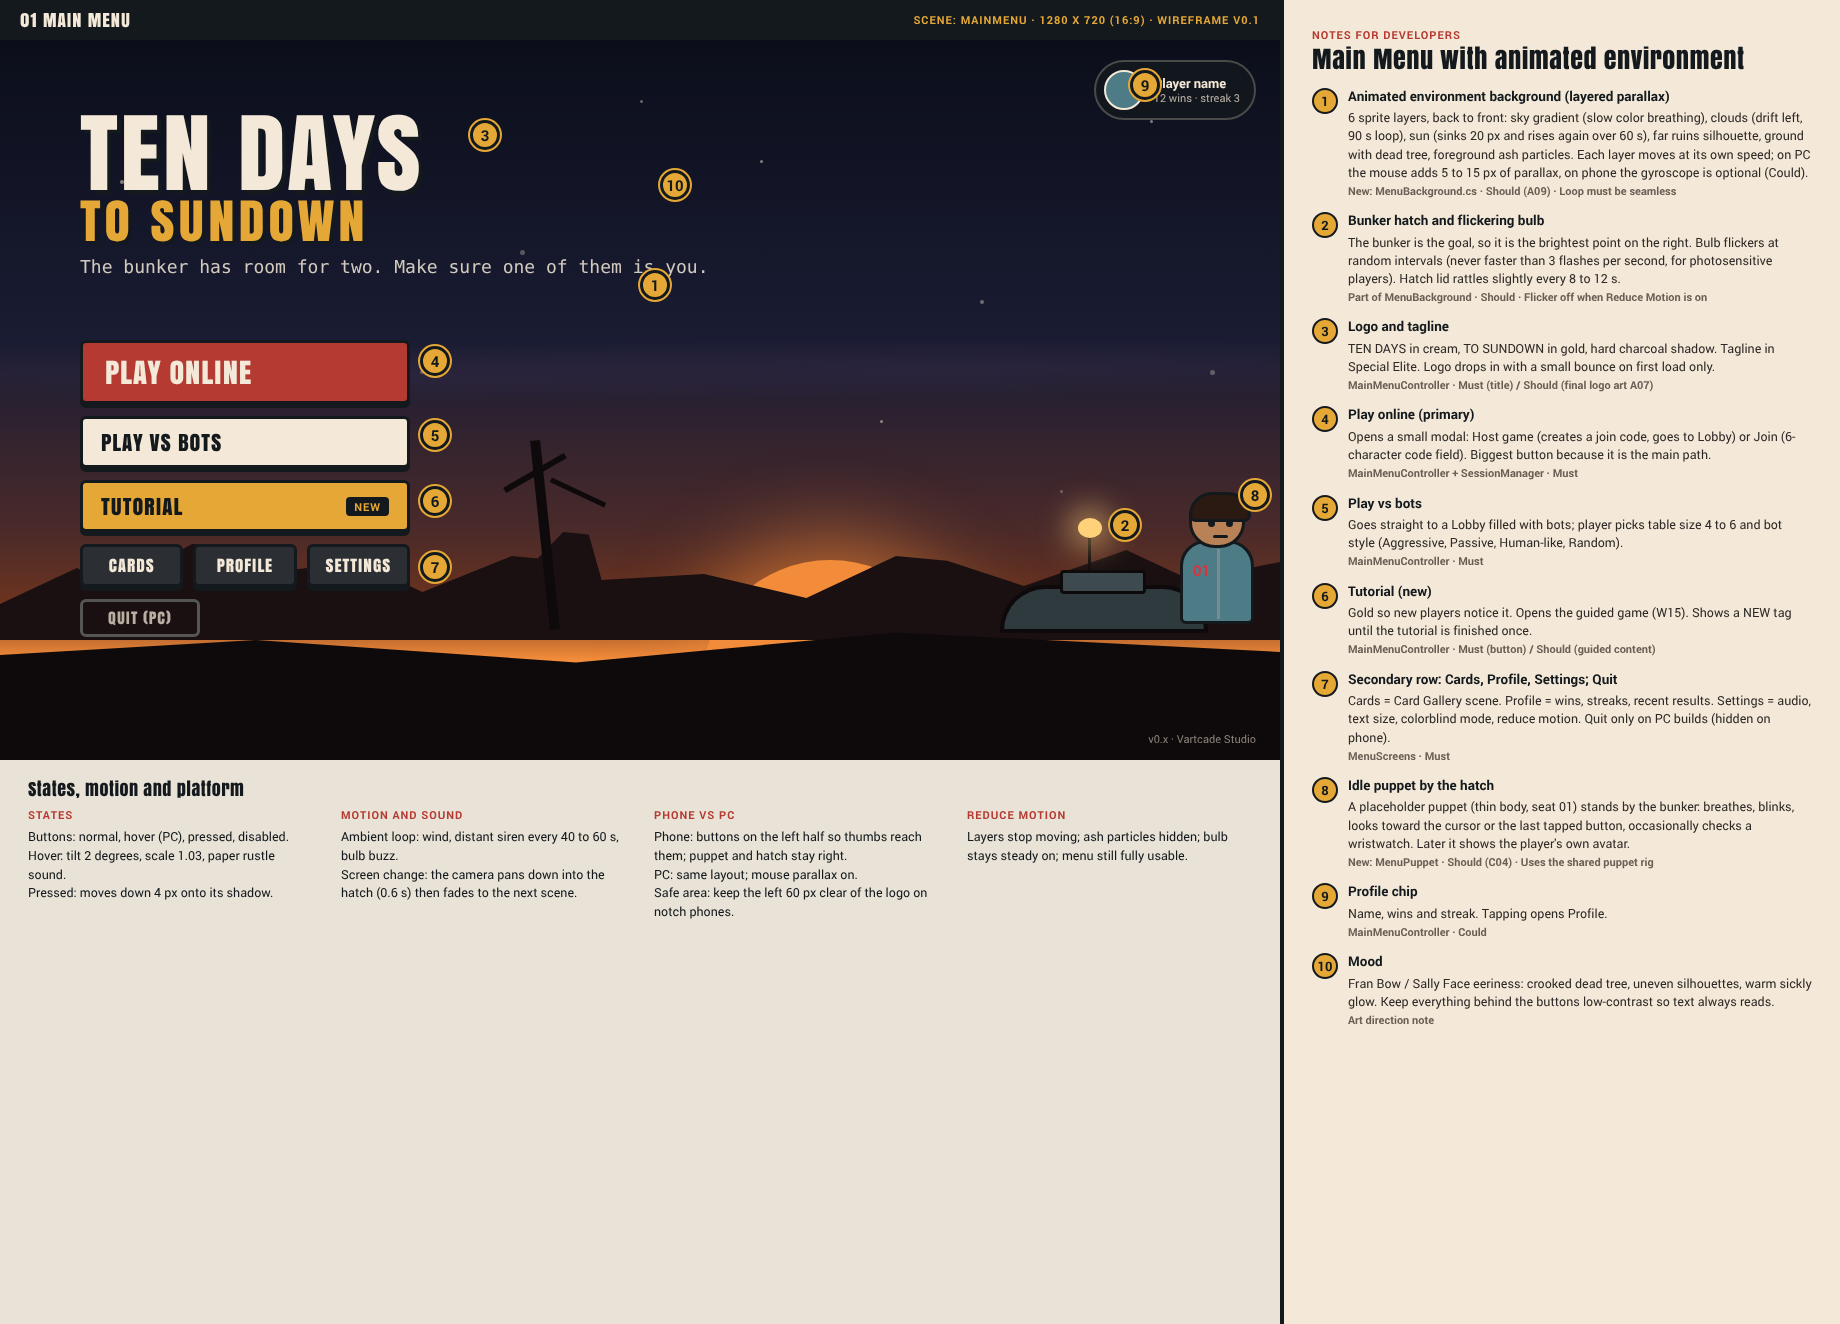 01 MAIN MENU
SCENE: MAINMENU · 1280 X 720 (16:9) · WIREFRAME V0.1
9
layer name
12 wins · streak 3
TEN DAYS
3
10
TO SUNDOWN
The bunker has room for two. Make sure one of them is you.
1
PLAY ONLINE
4
PLAY VS BOTS
5
TUTORIAL
NEW
6
CARDS
PROFILE
SETTINGS
7
QUIT (PC)
2
8
01
v0.x · Vartcade Studio
States, motion and platform
STATES
Buttons: normal, hover (PC), pressed, disabled.
Hover: tilt 2 degrees, scale 1.03, paper rustle
sound.
Pressed: moves down 4 px onto its shadow.
MOTION AND SOUND
Ambient loop: wind, distant siren every 40 to 60 s,
bulb buzz.
Screen change: the camera pans down into the
hatch (0.6 s) then fades to the next scene.
PHONE VS PC
Phone: buttons on the left half so thumbs reach
them; puppet and hatch stay right.
PC: same layout; mouse parallax on.
Safe area: keep the left 60 px clear of the logo on
notch phones.
REDUCE MOTION
Layers stop moving; ash particles hidden; bulb
stays steady on; menu still fully usable.
NOTES FOR DEVELOPERS
Main Menu with animated environment
1
Animated environment background (layered parallax)
6 sprite layers, back to front: sky gradient (slow color breathing), clouds (drift left,
90 s loop), sun (sinks 20 px and rises again over 60 s), far ruins silhouette, ground
with dead tree, foreground ash particles. Each layer moves at its own speed; on PC
the mouse adds 5 to 15 px of parallax, on phone the gyroscope is optional (Could).
New: MenuBackground.cs · Should (A09) · Loop must be seamless
2
Bunker hatch and flickering bulb
The bunker is the goal, so it is the brightest point on the right. Bulb flickers at
random intervals (never faster than 3 flashes per second, for photosensitive
players). Hatch lid rattles slightly every 8 to 12 s.
Part of MenuBackground · Should · Flicker off when Reduce Motion is on
3
Logo and tagline
TEN DAYS in cream, TO SUNDOWN in gold, hard charcoal shadow. Tagline in
Special Elite. Logo drops in with a small bounce on first load only.
MainMenuController · Must (title) / Should (final logo art A07)
4
Play online (primary)
Opens a small modal: Host game (creates a join code, goes to Lobby) or Join (6-
character code field). Biggest button because it is the main path.
MainMenuController + SessionManager · Must
5
Play vs bots
Goes straight to a Lobby filled with bots; player picks table size 4 to 6 and bot
style (Aggressive, Passive, Human-like, Random).
MainMenuController · Must
6
Tutorial (new)
Gold so new players notice it. Opens the guided game (W15). Shows a NEW tag
until the tutorial is finished once.
MainMenuController · Must (button) / Should (guided content)
7
Secondary row: Cards, Profile, Settings; Quit
Cards = Card Gallery scene. Profile = wins, streaks, recent results. Settings = audio,
text size, colorblind mode, reduce motion. Quit only on PC builds (hidden on
phone).
MenuScreens · Must
8
Idle puppet by the hatch
A placeholder puppet (thin body, seat 01) stands by the bunker: breathes, blinks,
looks toward the cursor or the last tapped button, occasionally checks a
wristwatch. Later it shows the player's own avatar.
New: MenuPuppet · Should (C04) · Uses the shared puppet rig
9
Profile chip
Name, wins and streak. Tapping opens Profile.
MainMenuController · Could
10
Mood
Fran Bow / Sally Face eeriness: crooked dead tree, uneven silhouettes, warm sickly
glow. Keep everything behind the buttons low-contrast so text always reads.
Art direction note